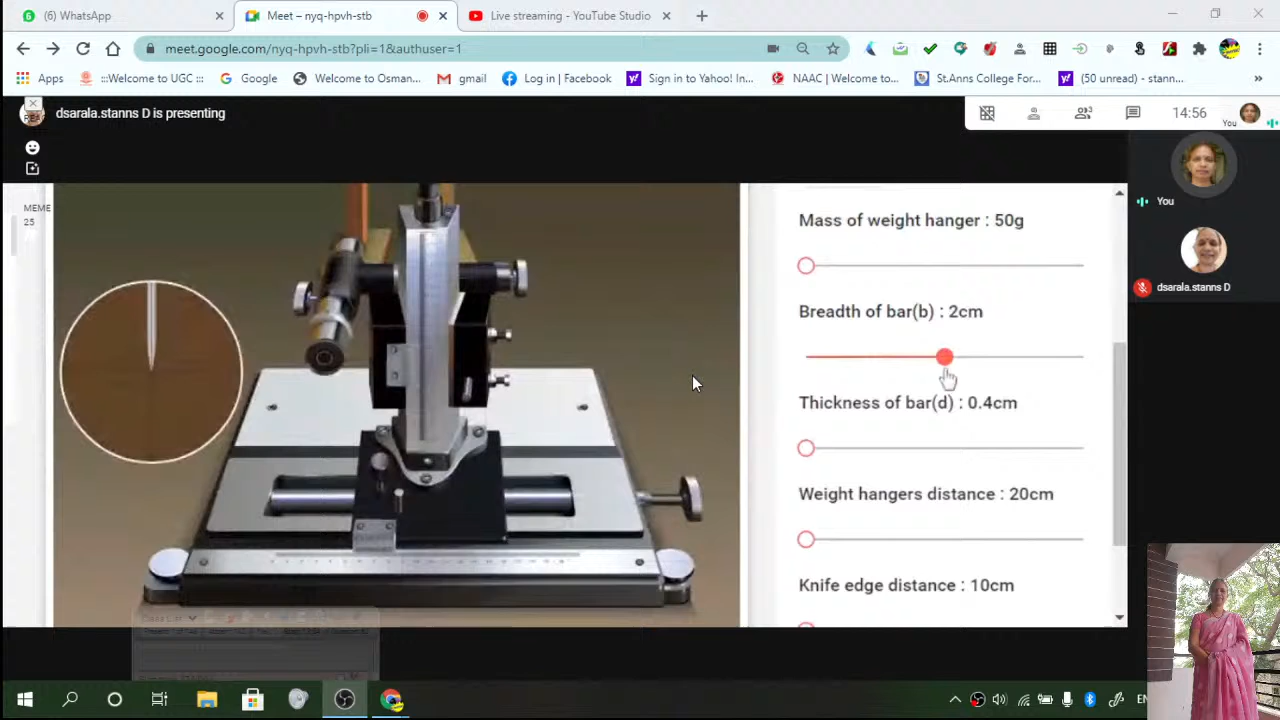 (6) WhatsApp
Meet – nyq-hpvh-stb
Live streaming - YouTube Studio
meet.google.com/nyq-hpvh-stb?pli=1&authuser=1
Apps
:::Welcome to UGC :::
Google
Welcome to Osman...
gmail
Log in | Facebook
Sign in to Yahoo! In...
NAAC | Welcome to...
St.Anns College For...
(50 unread) - stann...
dsarala.stanns D is presenting
14:56
You
MEME
25
You
dsarala.stanns D
Mass of weight hanger : 50g
Breadth of bar(b) : 2cm
Thickness of bar(d) : 0.4cm
Weight hangers distance : 20cm
Knife edge distance : 10cm
Class List